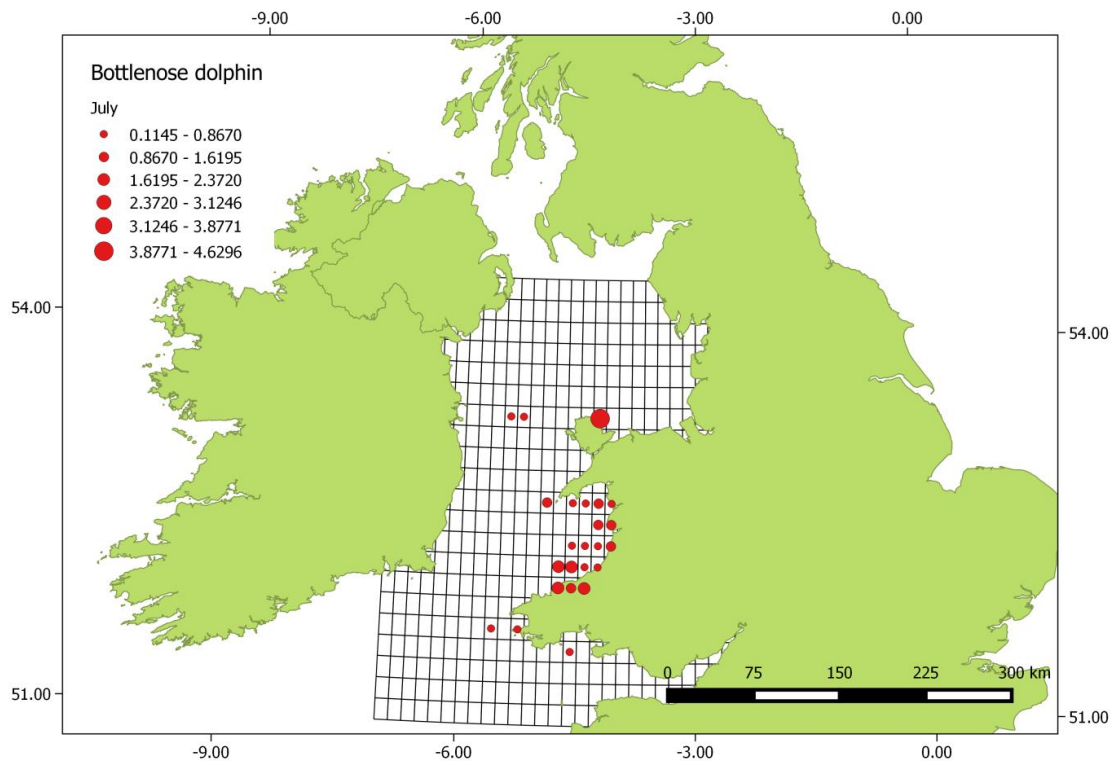 -9.00 -6.00 -3.00 0.00
Bottlenose dolphin
July
0.1145 - 0.8670
0.8670 - 1.6195
1.6195 - 2.3720
2.3720 - 3.1246
3.1246 - 3.8771
3.8771 - 4.6296
54.00
54.00
0 75 150 225 300 km
51.00
51.00
-9.00 -6.00 -3.00 0.00